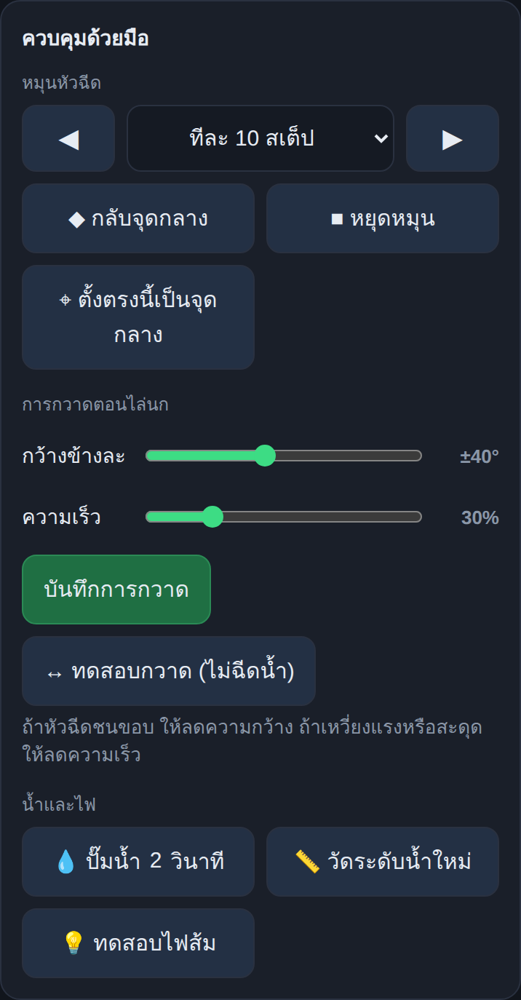 ควบคุมด้วยมือ
หมุนหัวฉีด
◀ ทีละ 10 สเต็ป ▶
◆ กลับจุดกลาง ■ หยุดหมุน
⌖ ตั้งตรงนี้เป็นจุด
กลาง
การกวาดตอนไล่นก
กว้างข้างละ ±40°
ความเร็ว 30%
บันทึกการกวาด
↔ ทดสอบกวาด (ไม่ฉีดน้ำ)
ถ้าหัวฉีดชนขอบ ให้ลดความกว้าง ถ้าเหวี่ยงแรงหรือสะดุด
ให้ลดความเร็ว
น้ำและไฟ
💧 ปั๊มน้ำ 2 วินาที 📏 วัดระดับน้ำใหม่
💡 ทดสอบไฟส้ม